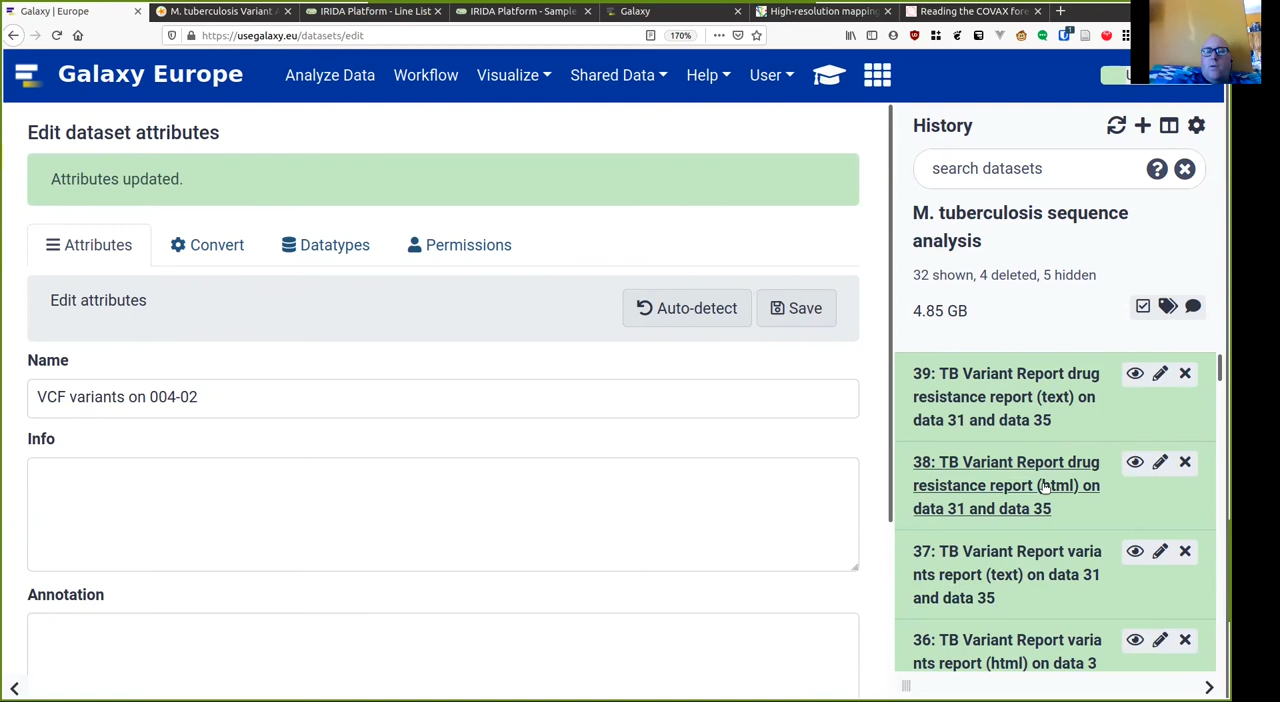 Galaxy | Europe
M. tuberculosis Variant A
IRIDA Platform - Line List
IRIDA Platform - Sample
Galaxy
High-resolution mapping
Reading the COVAX fore
https://usegalaxy.eu/datasets/edit
170%
Galaxy Europe
Analyze Data
Workflow
Visualize
Shared Data
Help
User
Edit dataset attributes
Attributes updated.
Attributes
Convert
Datatypes
Permissions
Edit attributes
Auto-detect
Save
Name
VCF variants on 004-02
Info
Annotation
History
search datasets
M. tuberculosis sequence
analysis
32 shown, 4 deleted, 5 hidden
4.85 GB
39: TB Variant Report drug
resistance report (text) on
data 31 and data 35
38: TB Variant Report drug
resistance report (html) on
data 31 and data 35
37: TB Variant Report varia
nts report (text) on data 31
and data 35
36: TB Variant Report varia
nts report (html) on data 3